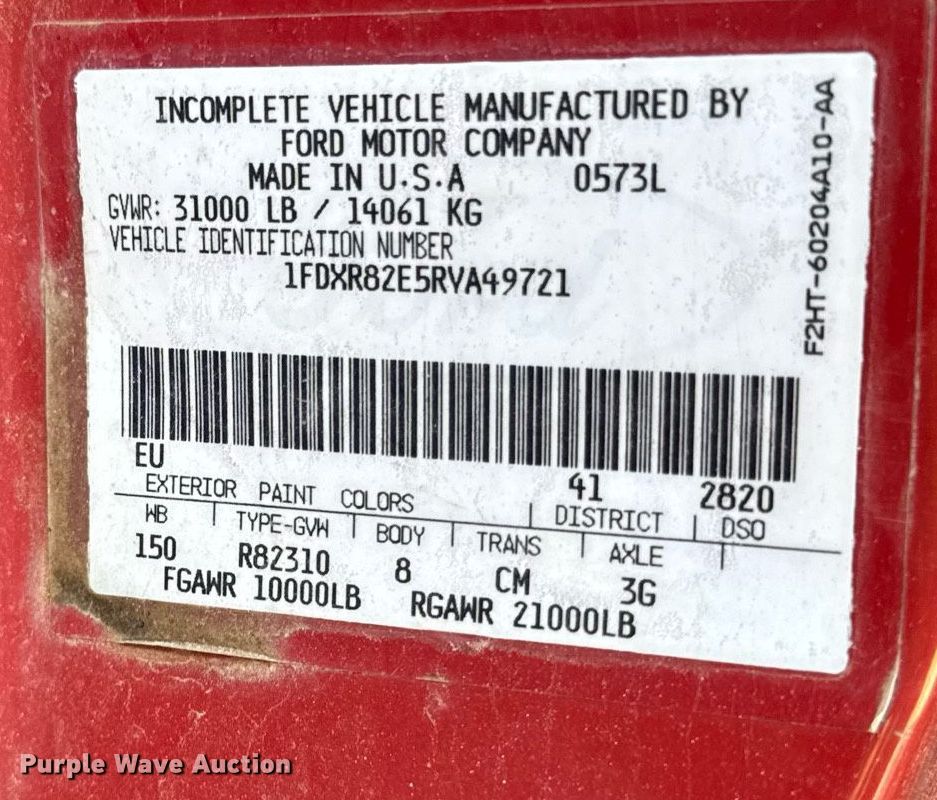 INCOMPLETE VEHICLE MANUFACTURED BY
FORD MOTOR COMPANY
MADE IN U.S.A 0573L
GVWR: 31000 LB / 14061 KG
VEHICLE IDENTIFICATION NUMBER
1FDXR82E5RVA49721
F2HT-60204A10-AA
EU 41 2820
EXTERIOR PAINT COLORS DISTRICT DSO
WB TYPE-GVW BODY TRANS AXLE
150 R82310 8 CM 3G
FGAWR 10000LB RGAWR 21000LB
Purple Wave Auction